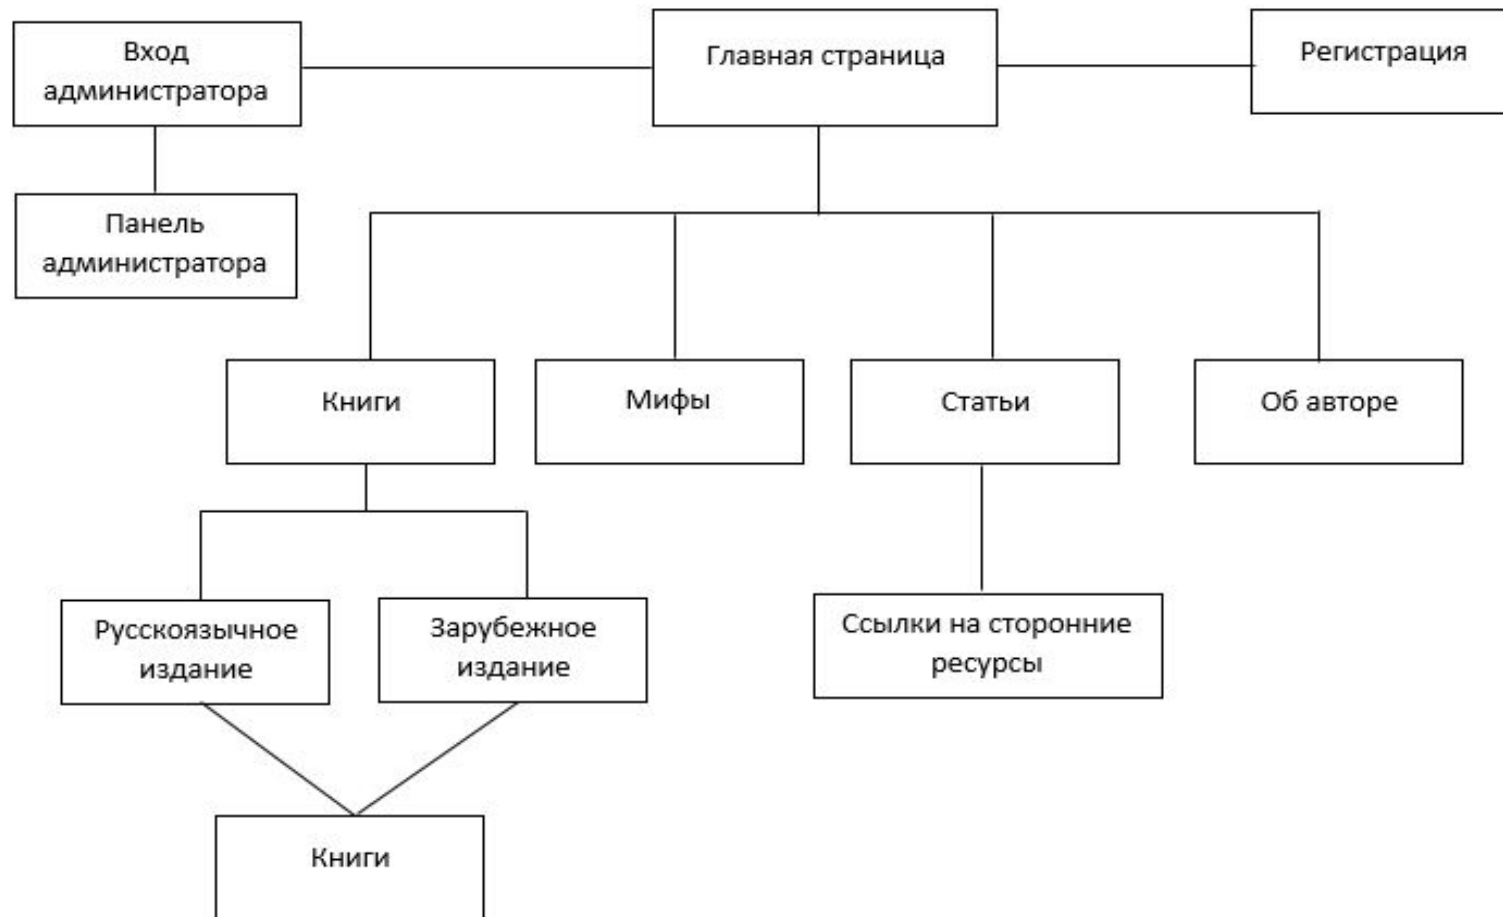 Вход
администратора
Главная страница
Регистрация
Панель
администратора
Книги
Мифы
Статьи
Об авторе
Русскоязычное
издание
Зарубежное
издание
Ссылки на сторонние
ресурсы
Книги